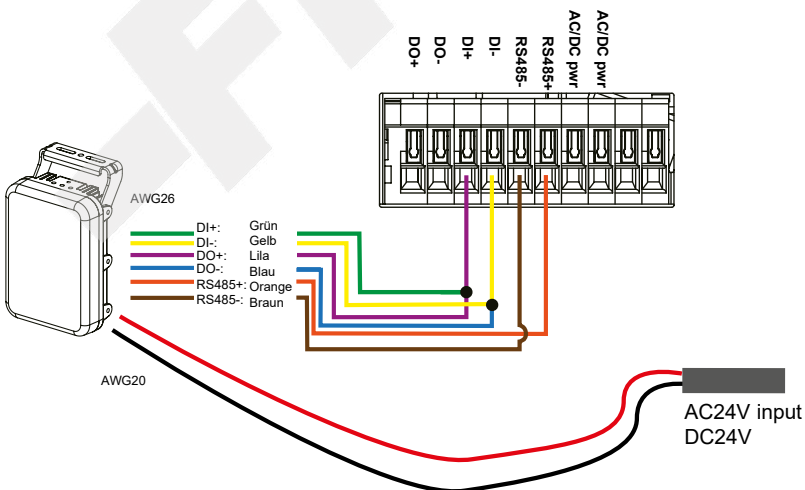 DO+
DO-
DI+
DI-
RS485-
RS485+
AC/DC pwr
AC/DC pwr
AWG26
DI+: Grün
DI-: Gelb
DO+: Lila
DO-: Blau
RS485+: Orange
RS485-: Braun
AWG20
AC24V input
DC24V